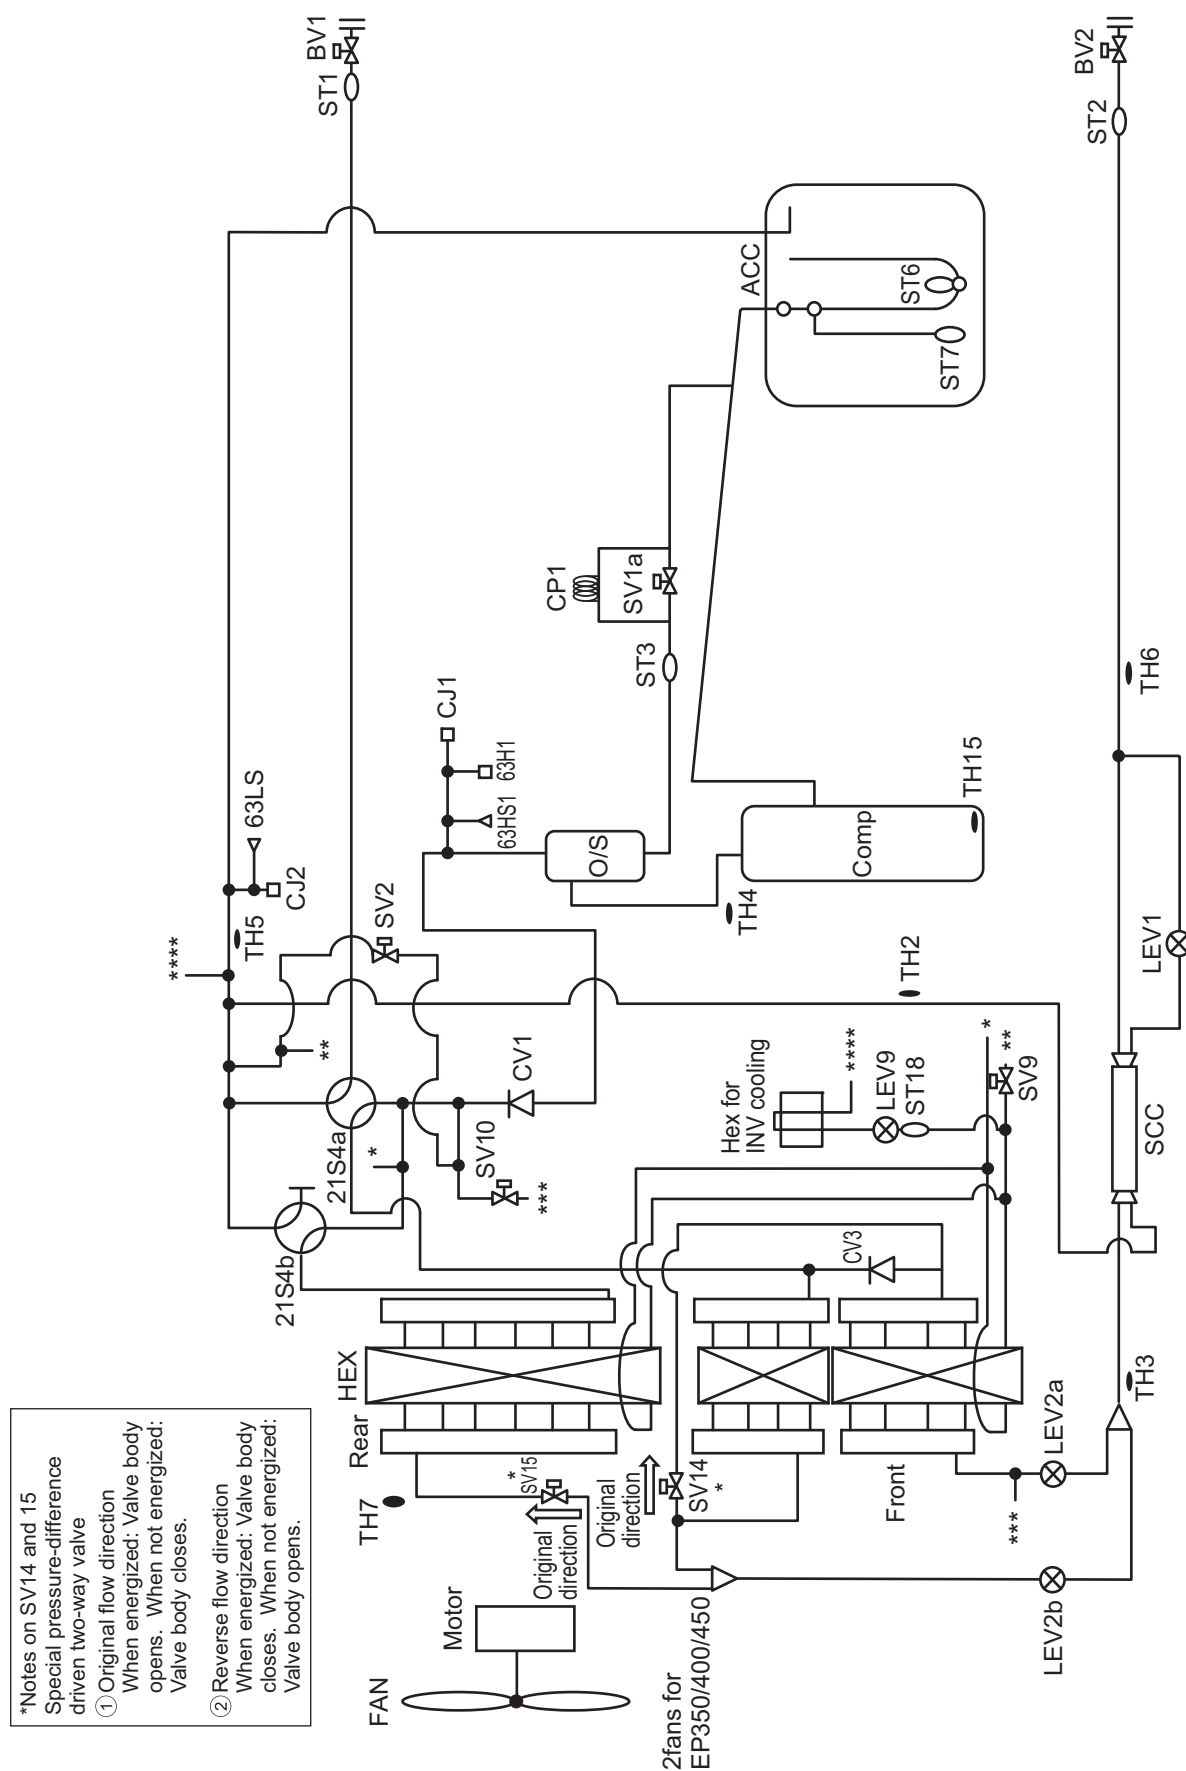 *Notes on SV14 and 15
Special pressure-difference
driven two-way valve
① Original flow direction
When energized: Valve body
opens. When not energized:
Valve body closes.
② Reverse flow direction
When energized: Valve body
closes. When not energized:
Valve body opens.
FAN
Motor
2fans for
EP350/400/450
TH7
Rear
HEX
21S4b
21S4a
*
**
****
TH5
CJ2
63LS
ST1
BV1
SV2
SV10
***
CV1
CJ1
63HS1
63H1
O/S
CP1
SV1a
ST3
ACC
ST6
ST7
Comp
TH4
TH15
TH2
Hex for
INV cooling
****
LEV9
ST18
*
**
SV9
CV3
*
SV15
Original
direction
Original
direction
SV14
*
Front
***
LEV2a
LEV2b
TH3
SCC
LEV1
TH6
ST2
BV2